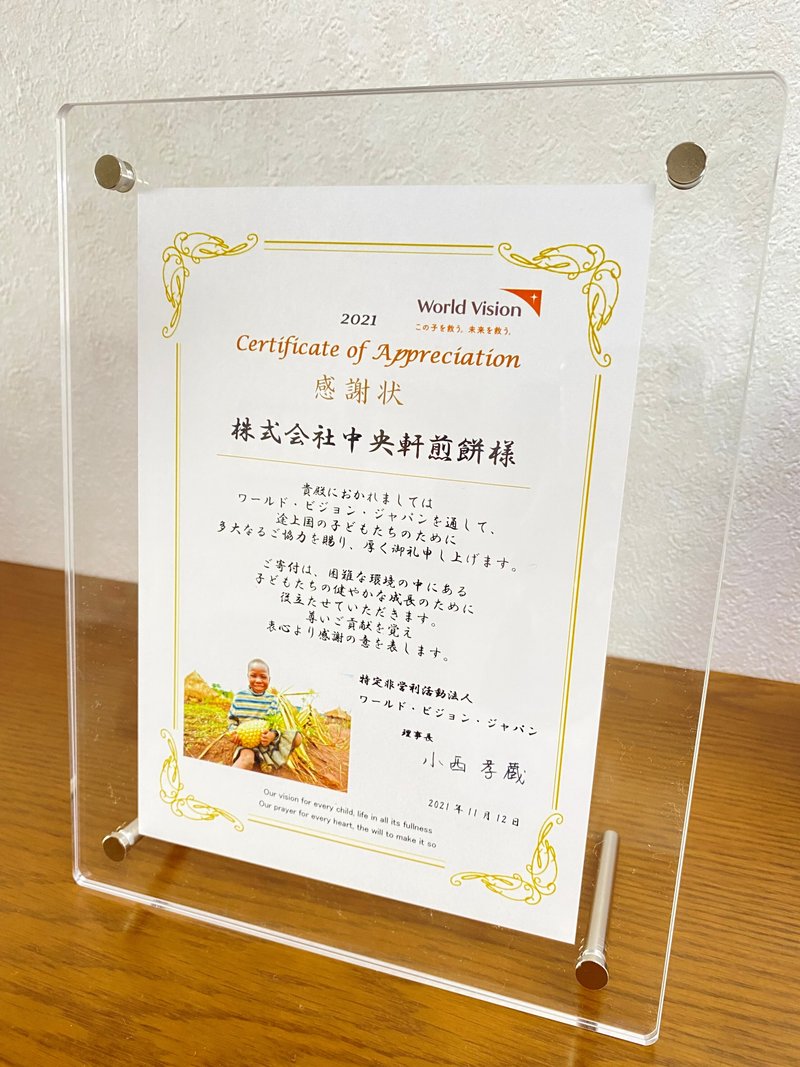 World Vision
この子を救う。未来を救う。
2021
Certificate of Appreciation
感謝状
株式会社中央軒煎餅様
貴殿におかれましては
ワールド・ビジョン・ジャパンを通して、
途上国の子どもたちのために
多大なるご協力を賜り、厚く御礼申し上げます。
ご寄付は、困難な環境の中にある
子どもたちの健やかな成長のために
役立たせていただきます。
尊いご貢献を覚え
衷心より感謝の意を表します。
特定非営利活動法人
ワールド・ビジョン・ジャパン
理事長
小西 孝蔵
2021年11月12日
Our vision for every child, life in all its fullness
Our prayer for every heart, the will to make it so